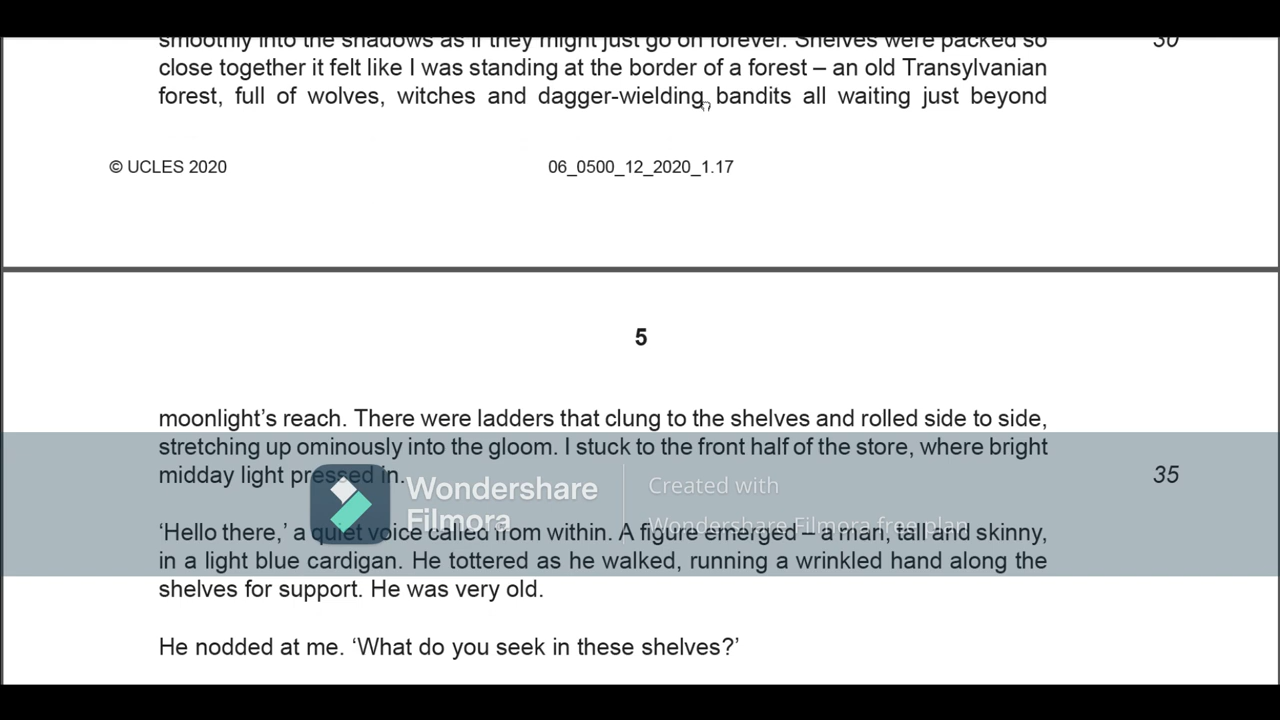 smoothly into the shadows as if they might just go on forever. Shelves were packed so
30
close together it felt like I was standing at the border of a forest – an old Transylvanian
forest, full of wolves, witches and dagger-wielding bandits all waiting just beyond
© UCLES 2020
06_0500_12_2020_1.17
5
moonlight’s reach. There were ladders that clung to the shelves and rolled side to side,
stretching up ominously into the gloom. I stuck to the front half of the store, where bright
midday light pressed in.
35
Wondershare
Filmora
Created with
Wondershare Filmora free plan
‘Hello there,’ a quiet voice called from within. A figure emerged – a man, tall and skinny,
in a light blue cardigan. He tottered as he walked, running a wrinkled hand along the
shelves for support. He was very old.
He nodded at me. ‘What do you seek in these shelves?’